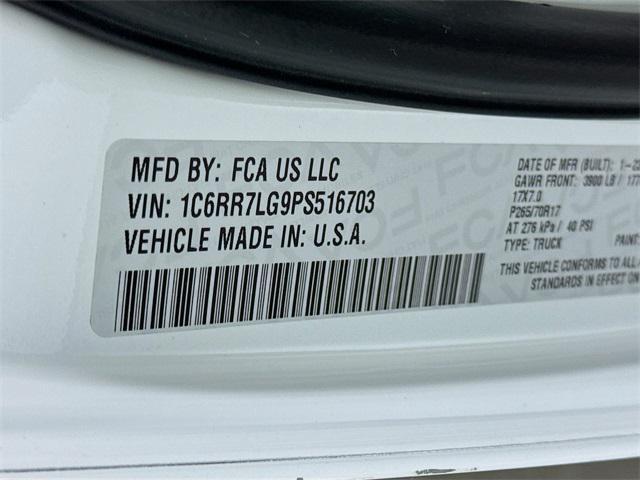 MFD BY: FCA US LLC
VIN: 1C6RR7LG9PS516703
VEHICLE MADE IN: U.S.A.
DATE OF MFR (BUILT): 1-22
GAWR FRONT: 3900 LB / 177
17X7.0
P265/70R17
AT 276 kPa / 40 PSI
TYPE: TRUCK PAINT:
THIS VEHICLE CONFORMS TO A
STANDARDS IN EFFECT ON